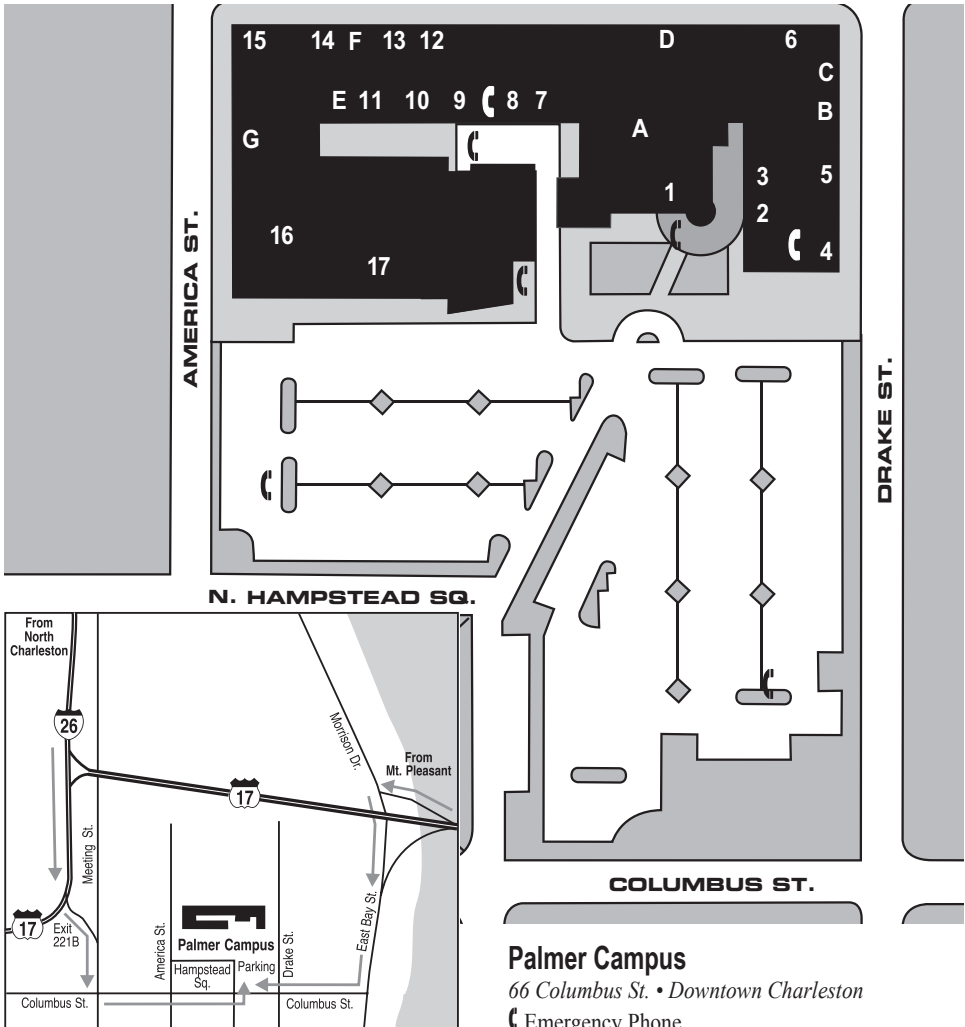 15 14 F 13 12 D 6
C
E 11 10 9 8 7 B
A
G
3 5
1
2
16 4
17
AMERICA ST.
DRAKE ST.
N. HAMPSTEAD SQ.
COLUMBUS ST.
From
North
Charleston
26
Morrison Dr.
From
Mt. Pleasant
17
Meeting St.
17
Exit
221B
America St.
Palmer Campus
Hampstead
Sq.
Parking
Drake St.
East Bay St.
Columbus St.
Columbus St.
Palmer Campus
66 Columbus St. • Downtown Charleston
Emergency Phone